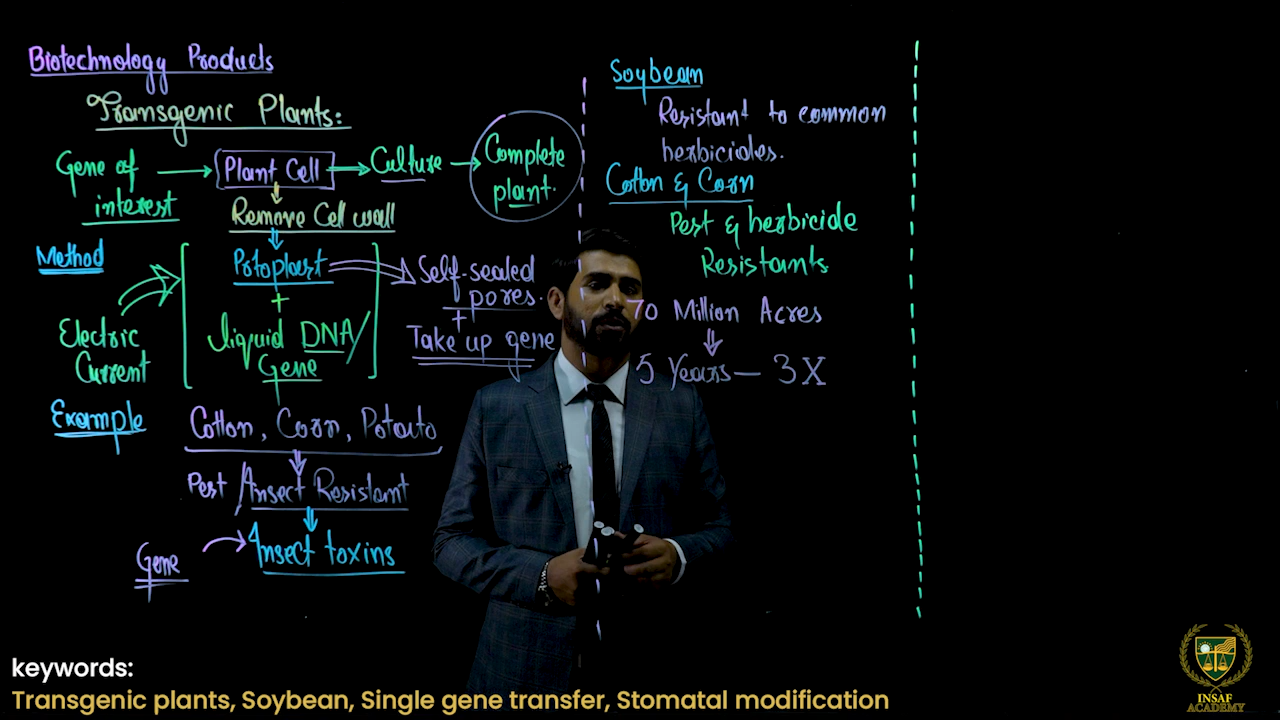 Biotechnology Products
Transgenic Plants:
Gene of interest → Plant Cell → Culture → Complete plant.
Remove Cell wall
Method
Protoplast
Self-sealed pores.
+
+
liquid DNA/
Gene
Take up gene
Electric
Current
Example
Cotton, Corn, Potato
Pest/Insect Resistant
Gene
Insect toxins
Soybean
Resistant to common
herbicides.
Cotton & Corn
Pest & herbicide
Resistants
70 Million Acres
5 Years — 3X
keywords:
Transgenic plants, Soybean, Single gene transfer, Stomatal modification
INSAF
ACADEMY